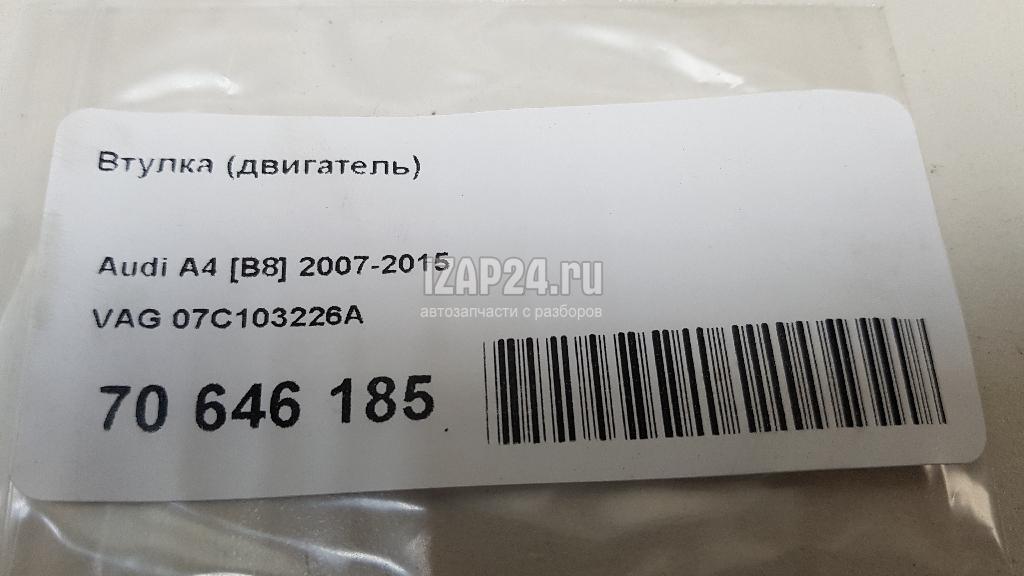 Втулка (двигатель)
Audi A4 [B8] 2007-2015
IZAP24.ru
автозапчасти с разборов
VAG 07C103226A
70 646 185